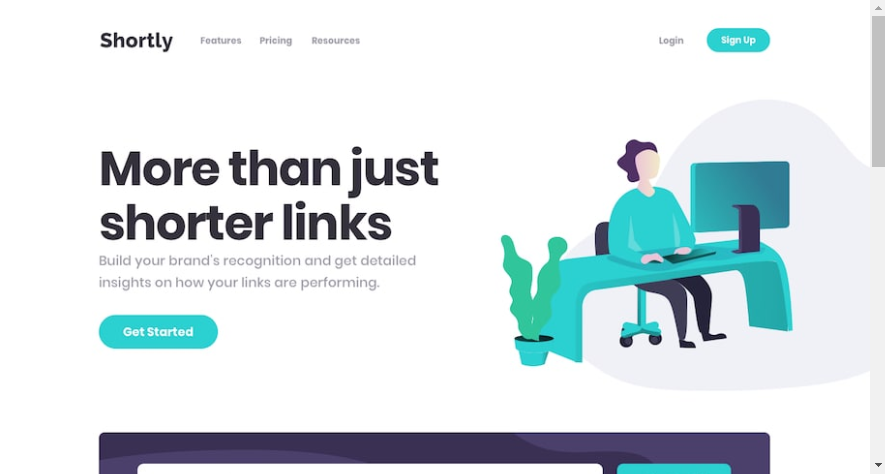 Shortly Features Pricing Resources Login Sign Up
More than just
shorter links
Build your brand's recognition and get detailed
insights on how your links are performing.
Get Started